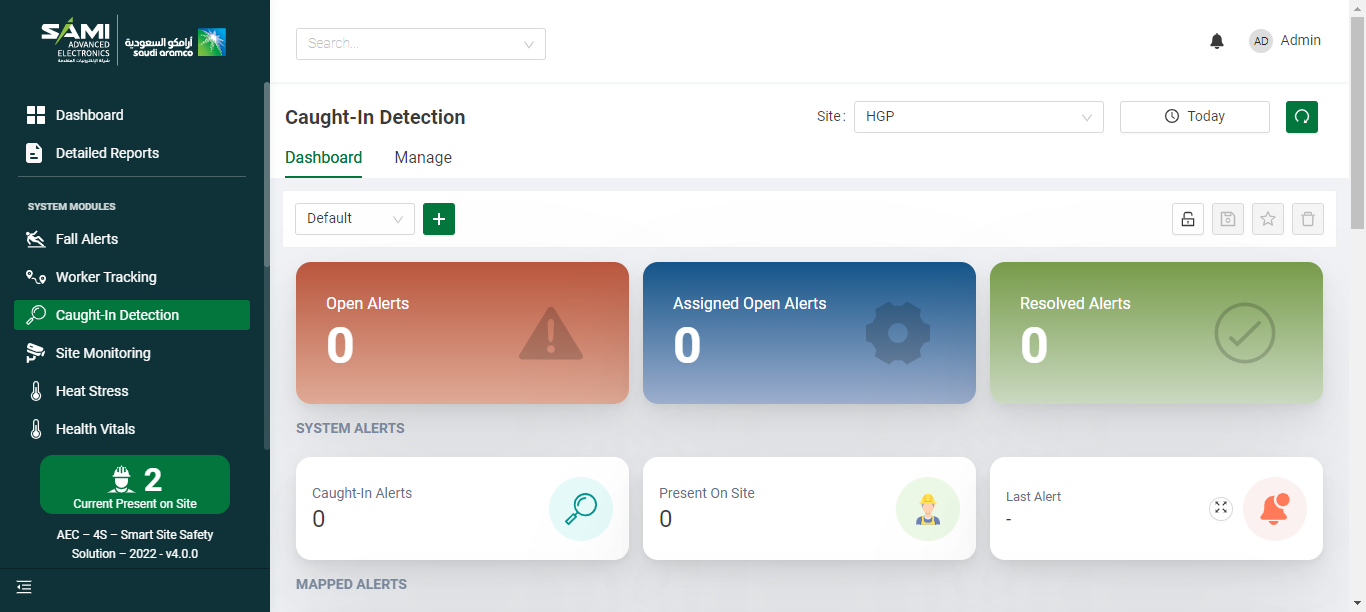 SAMI
ADVANCED
ELECTRONICS
شركة الإلكترونيات المتقدمة
أرامكو السعودية
saudi aramco
Search...
AD Admin
Dashboard
Detailed Reports
SYSTEM MODULES
Fall Alerts
Worker Tracking
Caught-In Detection
Site Monitoring
Heat Stress
Health Vitals
2
Current Present on Site
AEC – 4S – Smart Site Safety
Solution – 2022 - v4.0.0
Caught-In Detection
Site : HGP
Today
Dashboard Manage
Default
Open Alerts
0
Assigned Open Alerts
0
Resolved Alerts
0
SYSTEM ALERTS
Caught-In Alerts
0
Present On Site
0
Last Alert
-
MAPPED ALERTS